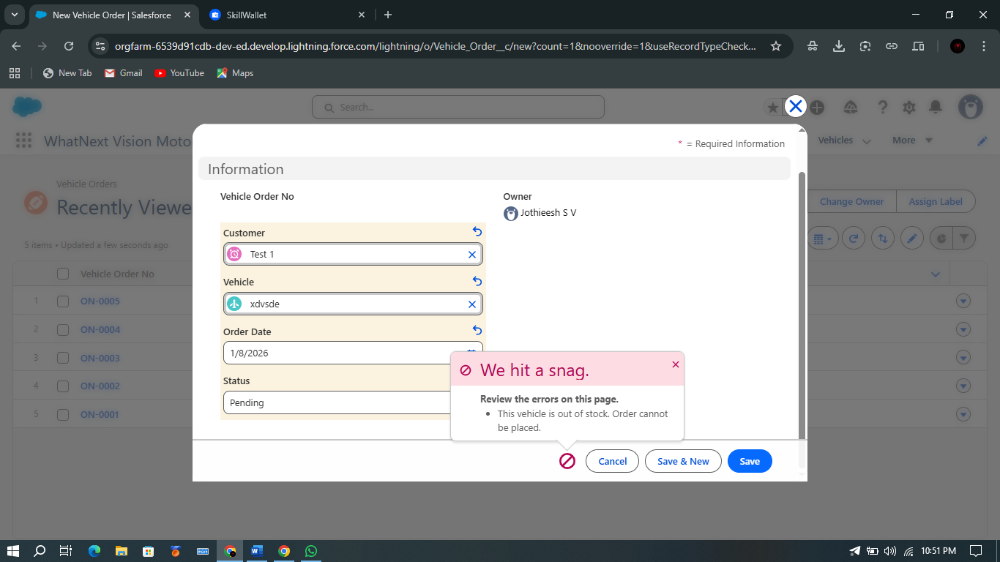 New Vehicle Order | Salesforce
SkillWallet
orgfarm-6539d91cdb-dev-ed.develop.lightning.force.com/lightning/o/Vehicle_Order__c/new?count=1&nooverride=1&useRecordTypeCheck...
New Tab
Gmail
YouTube
Maps
Search...
WhatNext Vision Moto
Vehicles
More
* = Required Information
Information
Vehicle Orders
Recently Viewe
Change Owner
Assign Label
5 items • Updated a few seconds ago
Vehicle Order No
1 ON-0005
2 ON-0004
3 ON-0003
4 ON-0002
5 ON-0001
Vehicle Order No
Owner
Jothieesh S V
Customer
Test 1
Vehicle
xdvsde
Order Date
1/8/2026
Status
Pending
We hit a snag.
Review the errors on this page.
• This vehicle is out of stock. Order cannot
be placed.
Cancel
Save & New
Save
10:51 PM